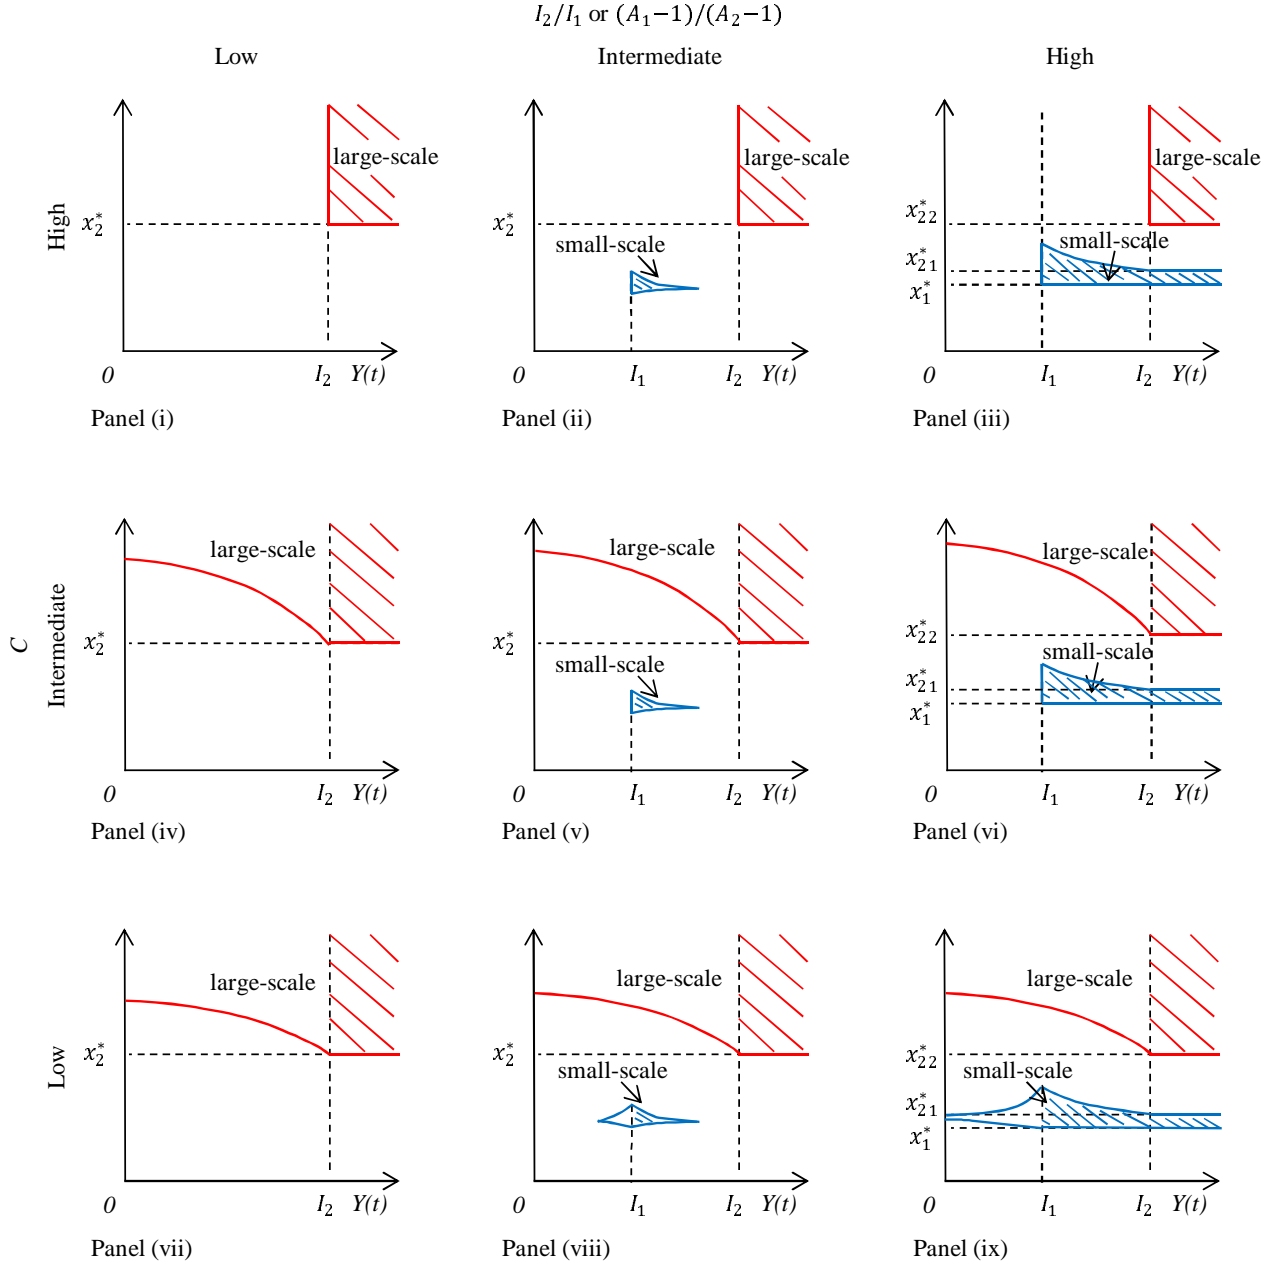 I₂/I₁ or (A₁−1)/(A₂−1)
Low Intermediate High
High
large-scale
x₂*
0 I₂ Y(t)
Panel (i)
large-scale
x₂*
small-scale
0 I₁ I₂ Y(t)
Panel (ii)
large-scale
x₂₂*
small-scale
x₂₁*
x₁*
0 I₁ I₂ Y(t)
Panel (iii)
C
Intermediate
large-scale
x₂*
0 I₂ Y(t)
Panel (iv)
large-scale
x₂*
small-scale
0 I₁ I₂ Y(t)
Panel (v)
large-scale
x₂₂*
small-scale
x₂₁*
x₁*
0 I₁ I₂ Y(t)
Panel (vi)
Low
large-scale
x₂*
0 I₂ Y(t)
Panel (vii)
large-scale
x₂*
small-scale
0 I₁ I₂ Y(t)
Panel (viii)
large-scale
x₂₂*
small-scale
x₂₁*
x₁*
0 I₁ I₂ Y(t)
Panel (ix)